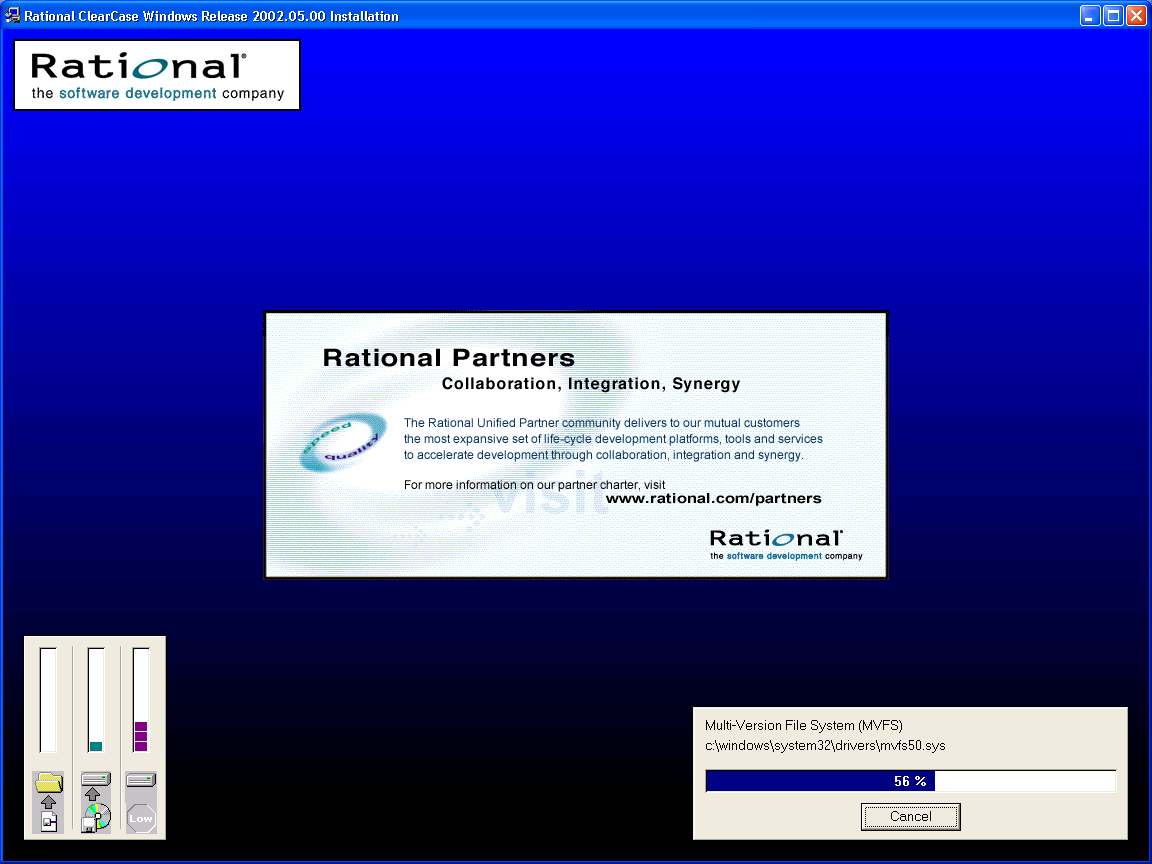 Rational ClearCase Windows Release 2002.05.00 Installation
Rational®
the software development company
Rational Partners
Collaboration, Integration, Synergy
speed
quality
The Rational Unified Partner community delivers to our mutual customers
the most expansive set of life-cycle development platforms, tools and services
to accelerate development through collaboration, integration and synergy.
visit
For more information on our partner charter, visit
www.rational.com/partners
Rational
the software development company
Multi-Version File System (MVFS)
c:\windows\system32\drivers\mvfs50.sys
56 %
Cancel
Low